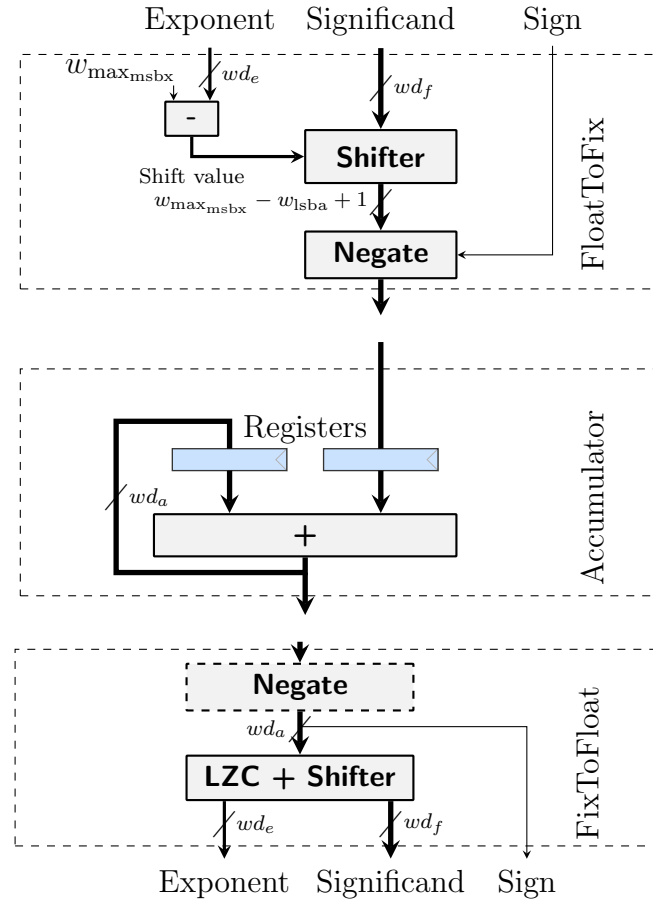 Exponent Significand Sign
w_max_msbx
wd_e
wd_f
-
Shifter
Shift value
w_max_msbx − w_lsba + 1
Negate
FloatToFix
Registers
wd_a
+
Accumulator
Negate
wd_a
LZC + Shifter
wd_e
wd_f
FixToFloat
Exponent Significand Sign